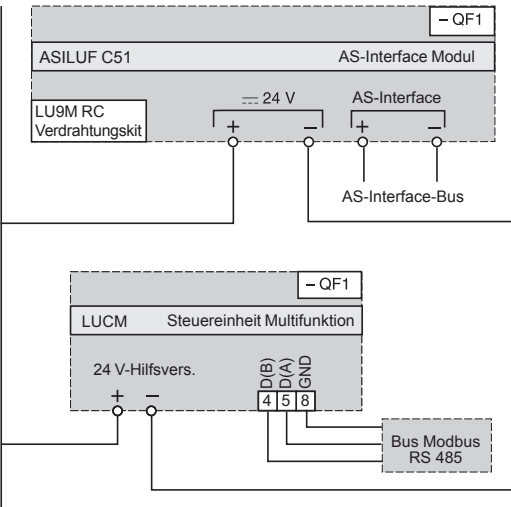 – QF1
ASILUF C51 AS-Interface Modul
LU9M RC
Verdrahtungskit
24 V
+ –
AS-Interface
+ –
AS-Interface-Bus
– QF1
LUCM Steuereinheit Multifunktion
24 V-Hilfsvers.
+ –
D(B) D(A) GND
4 5 8
Bus Modbus
RS 485